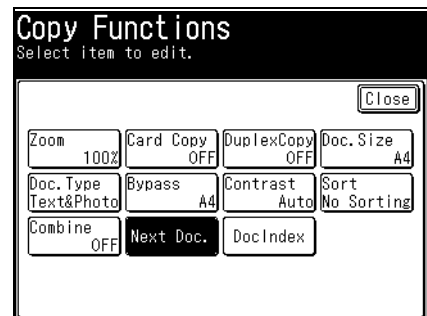 Copy Functions
Select item to edit.
Close
Zoom
100%
Card Copy
OFF
DuplexCopy
OFF
Doc.Size
A4
Doc.Type
Text&Photo
Bypass
A4
Contrast
Auto
Sort
No Sorting
Combine
OFF
Next Doc.
DocIndex